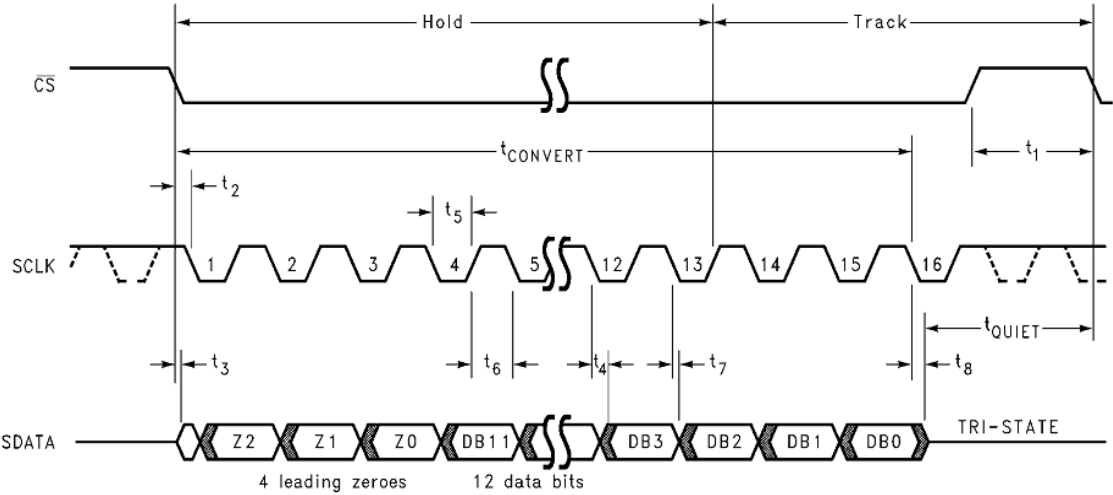 Hold Track
CS
tCONVERT t1
t2
t5
SCLK 1 2 3 4 5 12 13 14 15 16
tQUIET
t3 t6 t4 t7 t8
SDATA Z2 Z1 Z0 DB11 DB3 DB2 DB1 DB0 TRI-STATE
4 leading zeroes 12 data bits